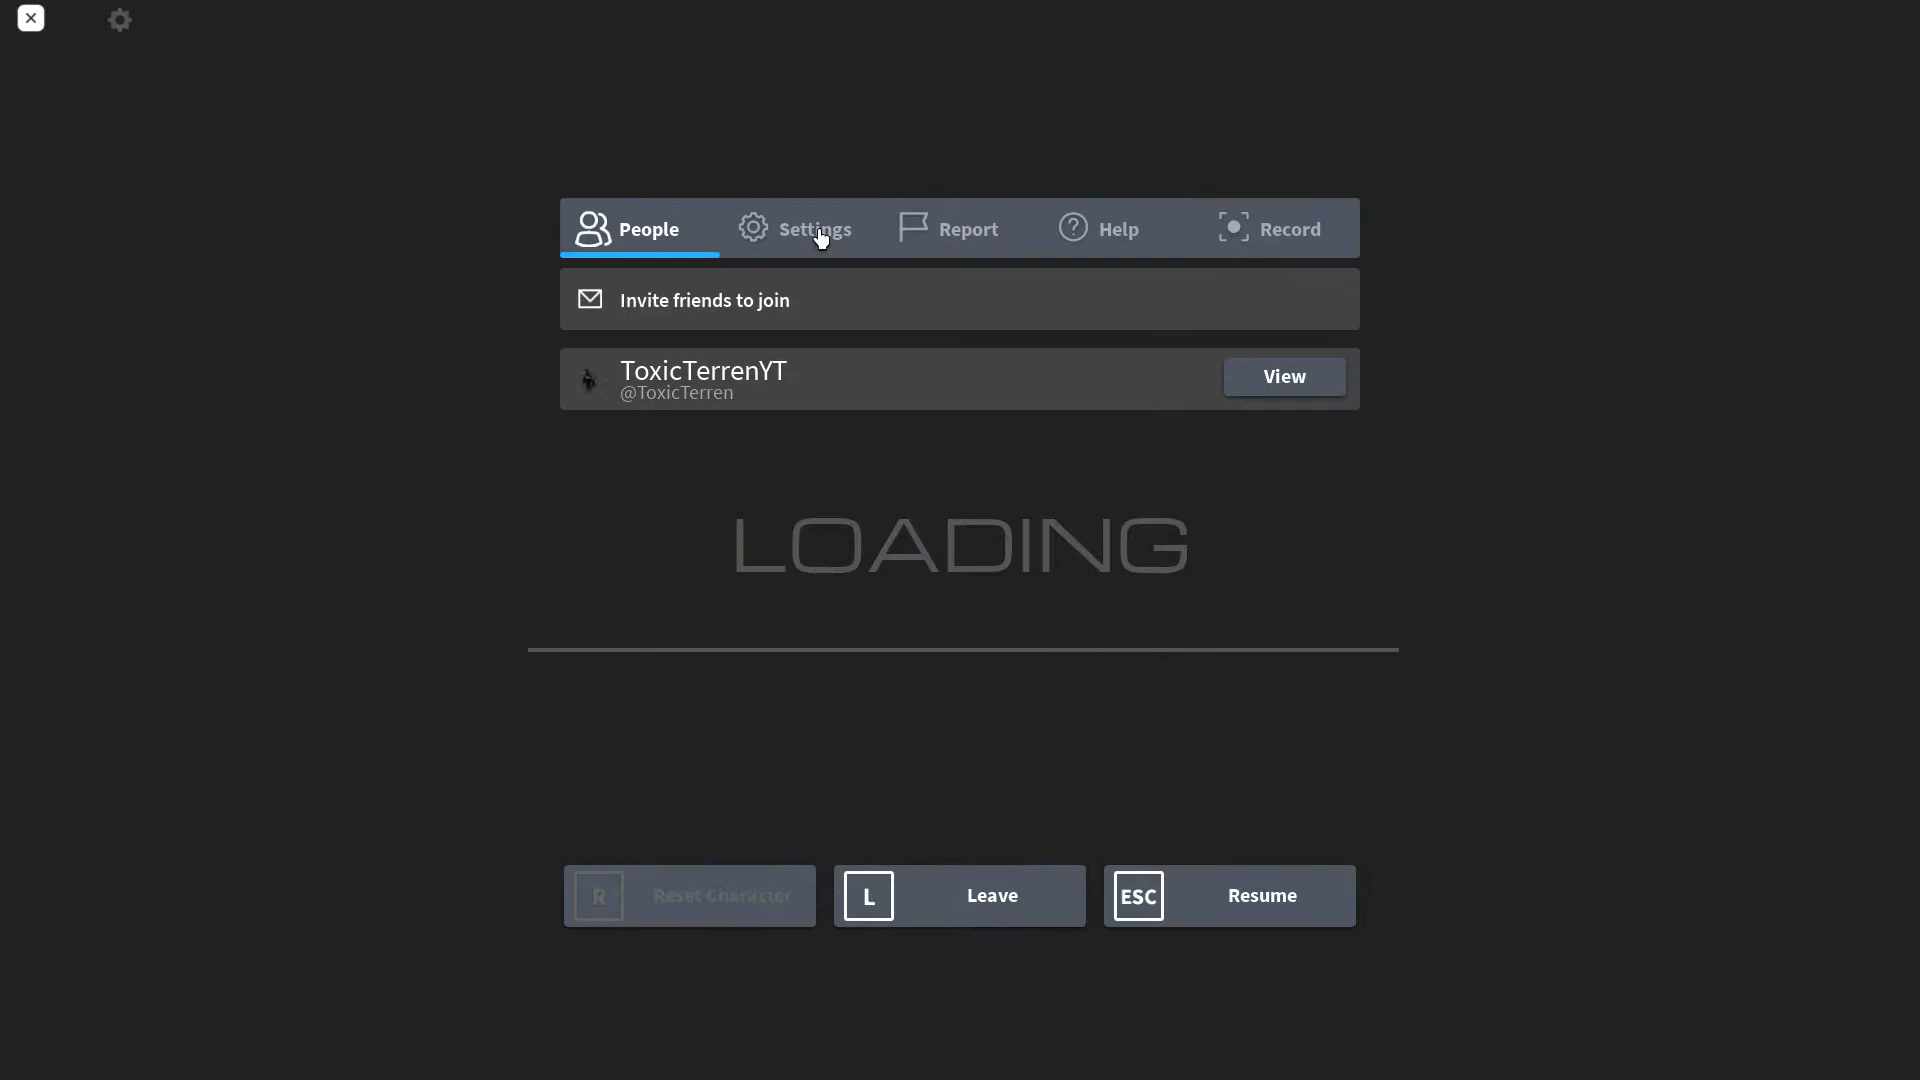 People
Settings
Report
Help
Record
Invite friends to join
ToxicTerrenYT
@ToxicTerren
View
LOADING
R
Reset Character
L
Leave
ESC
Resume